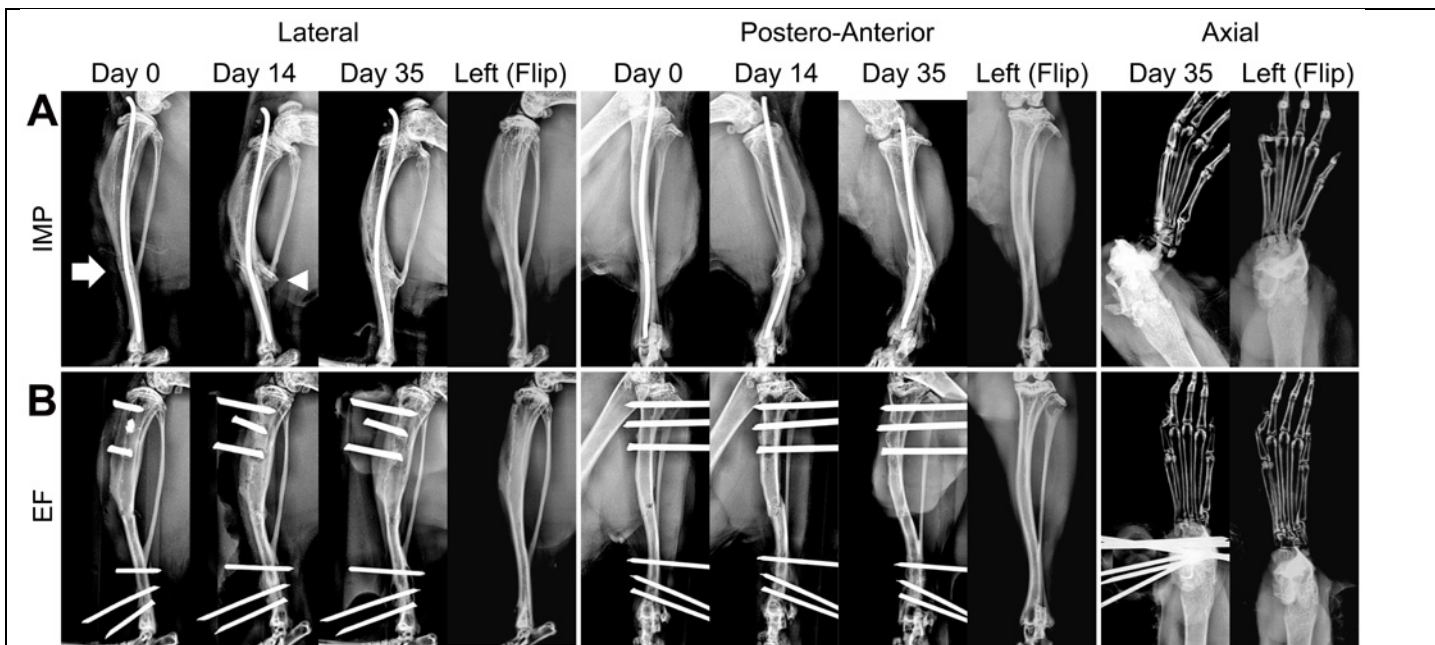 Lateral Postero-Anterior Axial
Day 0 Day 14 Day 35 Left (Flip) Day 0 Day 14 Day 35 Left (Flip) Day 35 Left (Flip)
A
IMP
B
EF